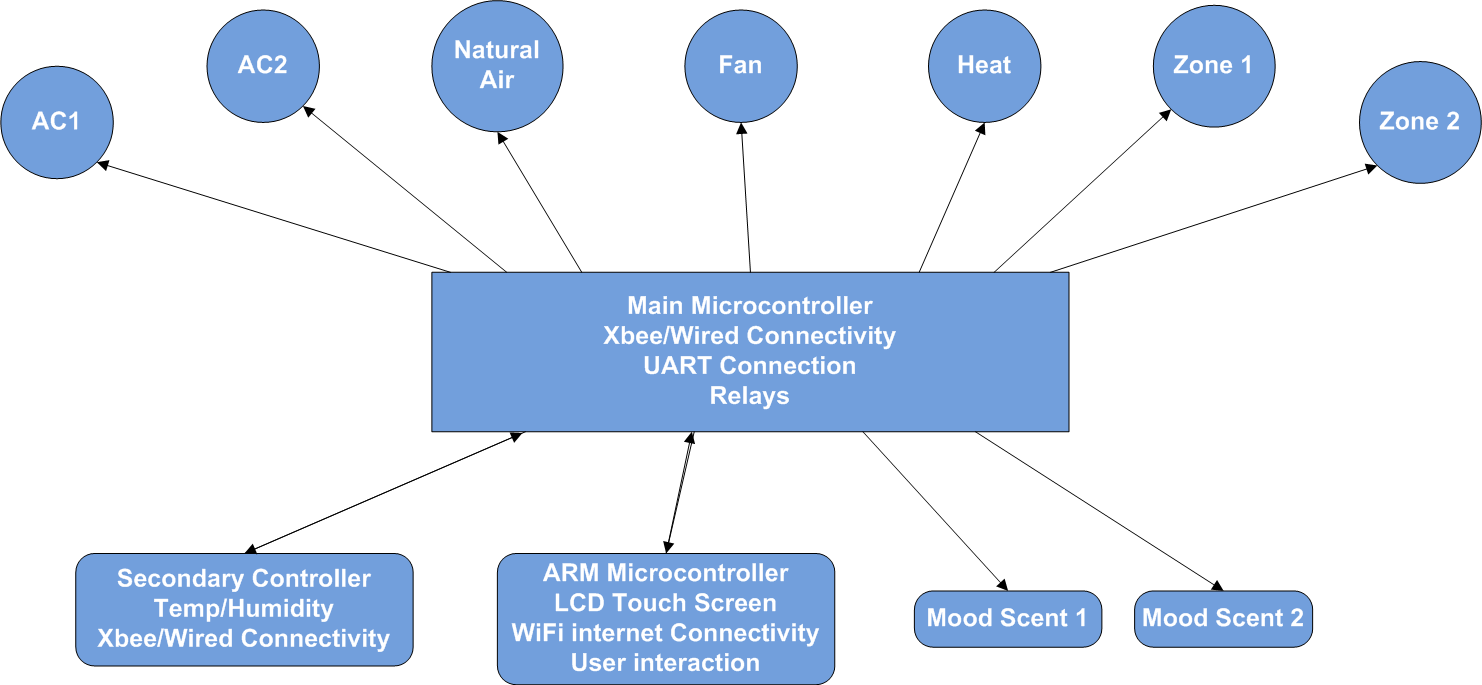 AC1
AC2
Natural
Air
Fan
Heat
Zone 1
Zone 2
Main Microcontroller
Xbee/Wired Connectivity
UART Connection
Relays
Secondary Controller
Temp/Humidity
Xbee/Wired Connectivity
ARM Microcontroller
LCD Touch Screen
WiFi internet Connectivity
User interaction
Mood Scent 1
Mood Scent 2